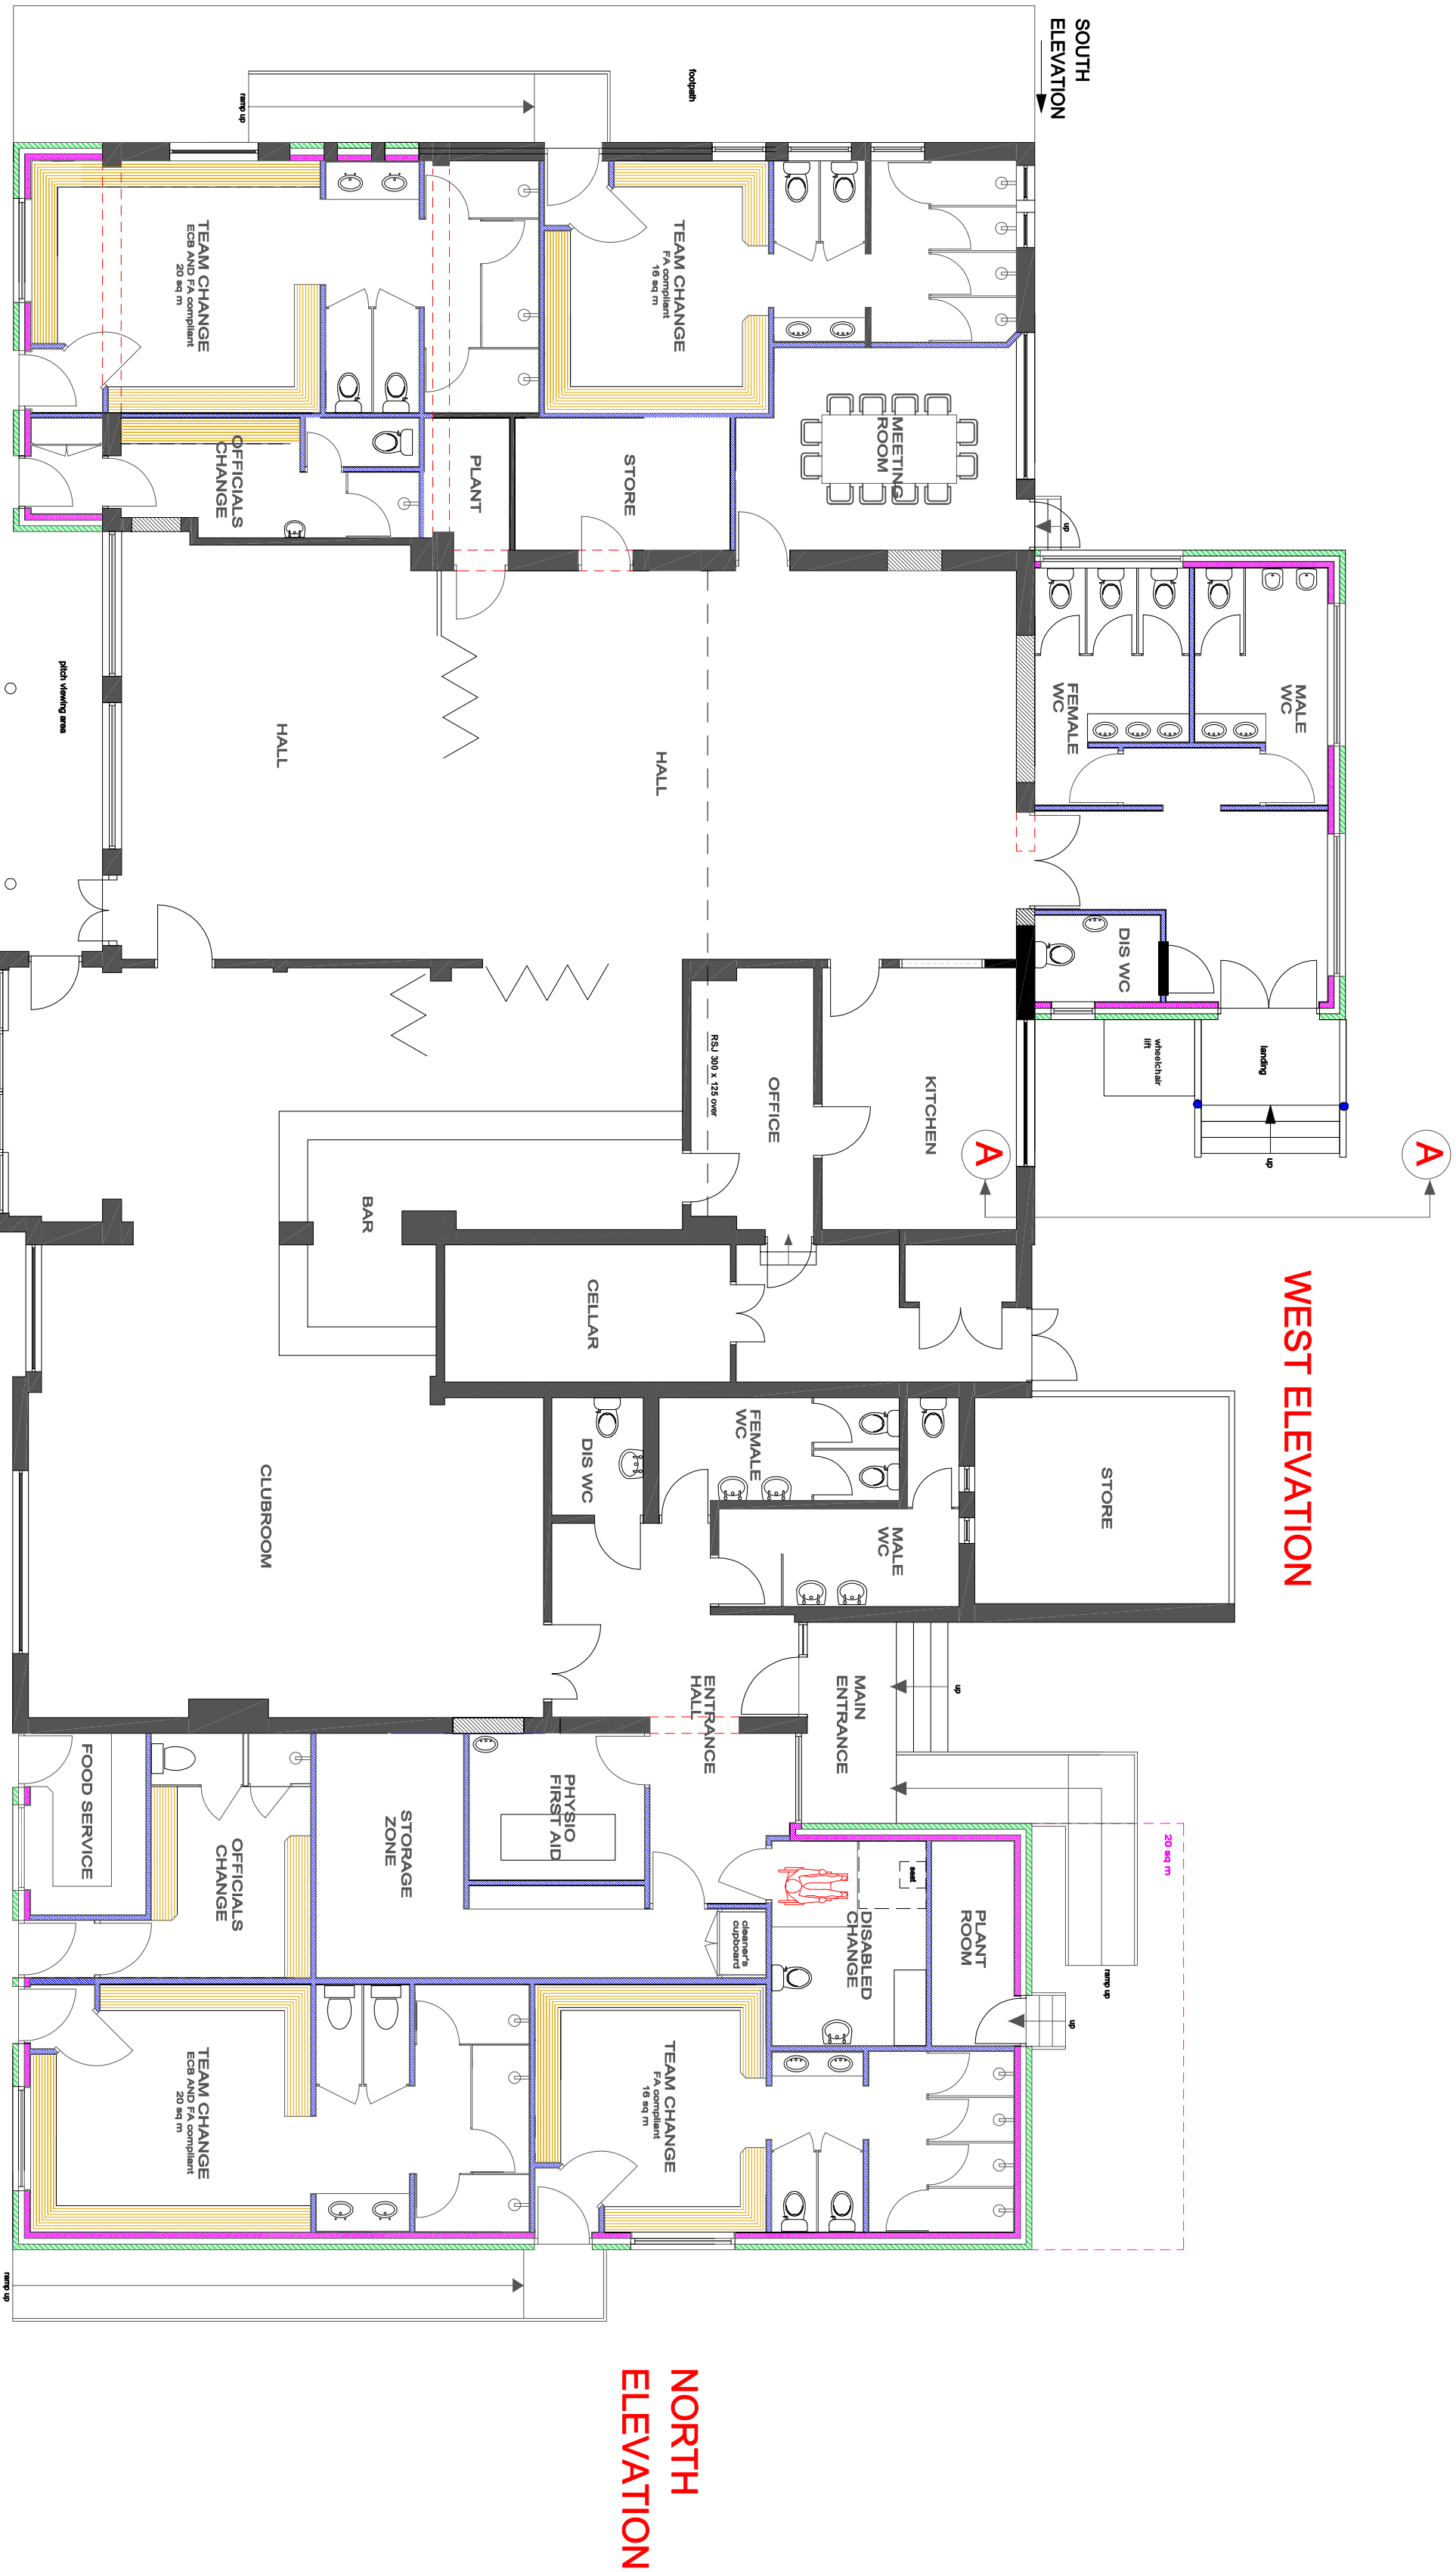 SOUTH
ELEVATION
footpath
ramp up
TEAM CHANGE
ECB AND FA compliant
20 sq m
TEAM CHANGE
FA compliant
16 sq m
MEETING
ROOM
OFFICIALS
CHANGE
PLANT
STORE
up
MALE
WC
FEMALE
WC
pitch viewing area
HALL
HALL
DIS WC
landing
wheelchair
lift
up
RSJ 300 x 125 over
OFFICE
KITCHEN
A
A
BAR
CELLAR
WEST ELEVATION
CLUBROOM
DIS WC
FEMALE
WC
MALE
WC
STORE
ENTRANCE
HALL
MAIN
ENTRANCE
up
FOOD SERVICE
OFFICIALS
CHANGE
STORAGE
ZONE
PHYSIO
FIRST AID
cleaner's
cupboard
seat
DISABLED
CHANGE
PLANT
ROOM
20 sq m
ramp up
up
TEAM CHANGE
ECB AND FA compliant
20 sq m
TEAM CHANGE
FA compliant
16 sq m
ramp up
NORTH
ELEVATION